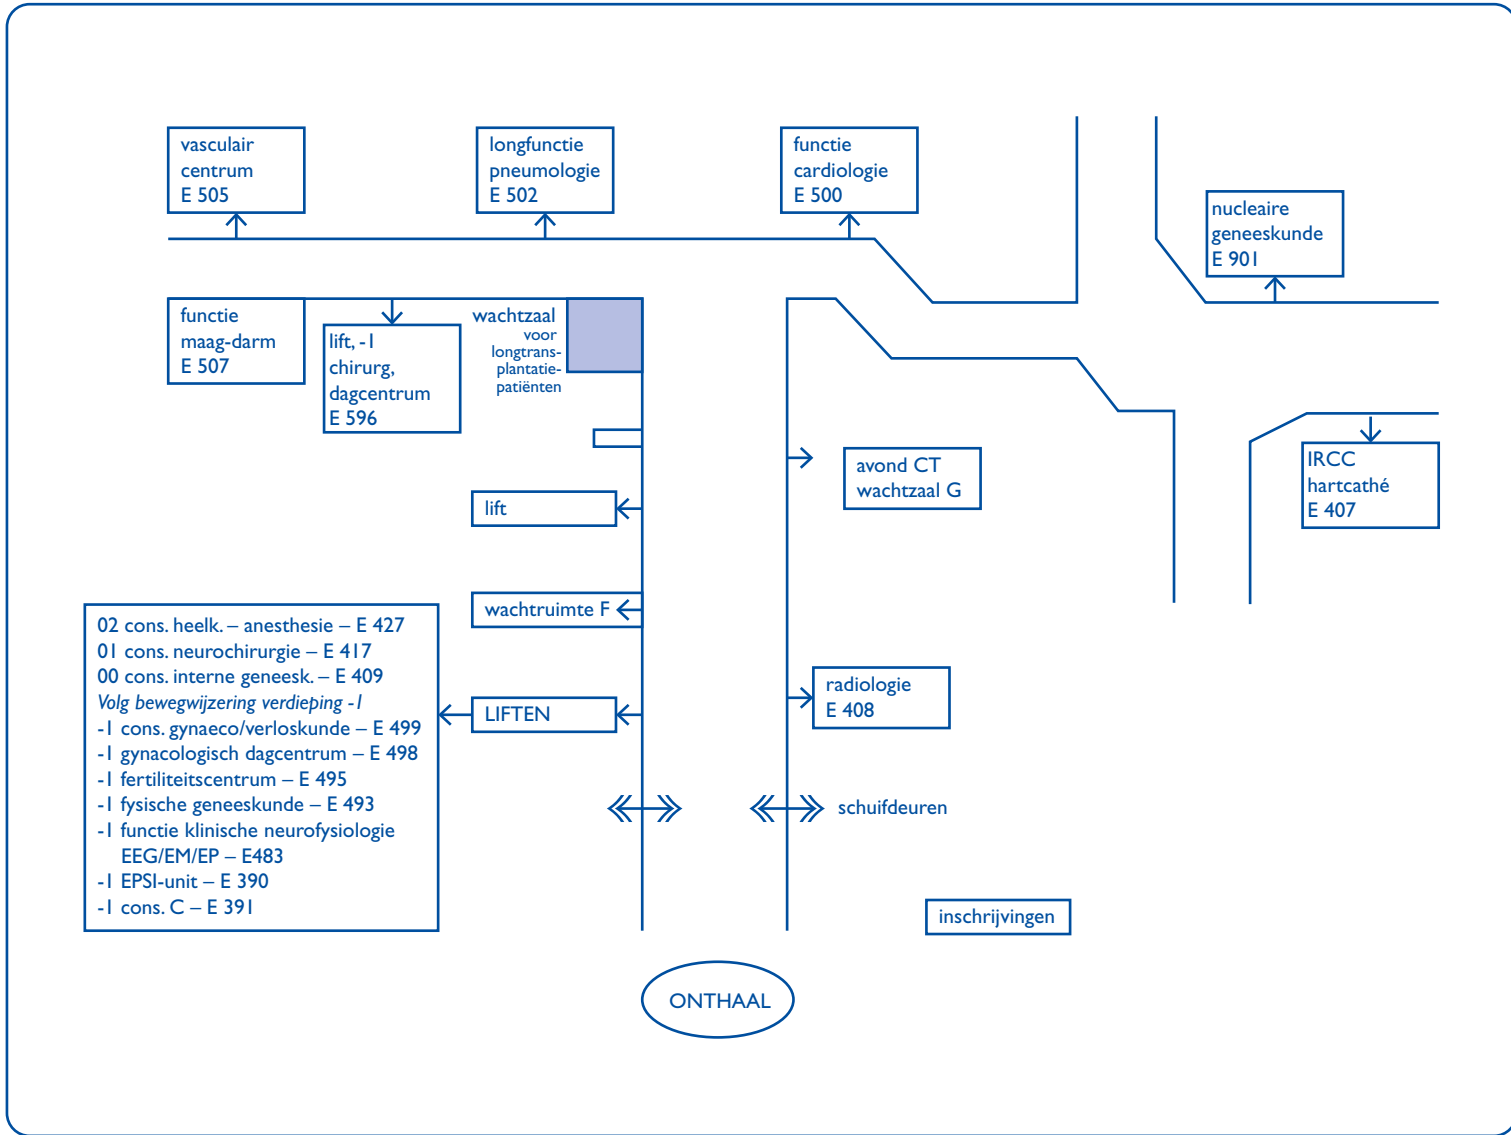 vasculair
centrum
E 505
longfunctie
pneumologie
E 502
functie
cardiologie
E 500
nucleaire
geneeskunde
E 901
functie
maag-darm
E 507
lift, -1
chirurg,
dagcentrum
E 596
wachtzaal
voor
longtrans-
plantatie-
patiënten
avond CT
wachtzaal G
IRCC
hartcathé
E 407
lift
wachtruimte F
02 cons. heelk. – anesthesie – E 427
01 cons. neurochirurgie – E 417
00 cons. interne geneesk. – E 409
Volg bewegwijzering verdieping -1
-1 cons. gynaeco/verloskunde – E 499
-1 gynacologisch dagcentrum – E 498
-1 fertiliteitscentrum – E 495
-1 fysische geneeskunde – E 493
-1 functie klinische neurofysiologie
EEG/EM/EP – E483
-1 EPSI-unit – E 390
-1 cons. C – E 391
LIFTEN
radiologie
E 408
schuifdeuren
inschrijvingen
ONTHAAL